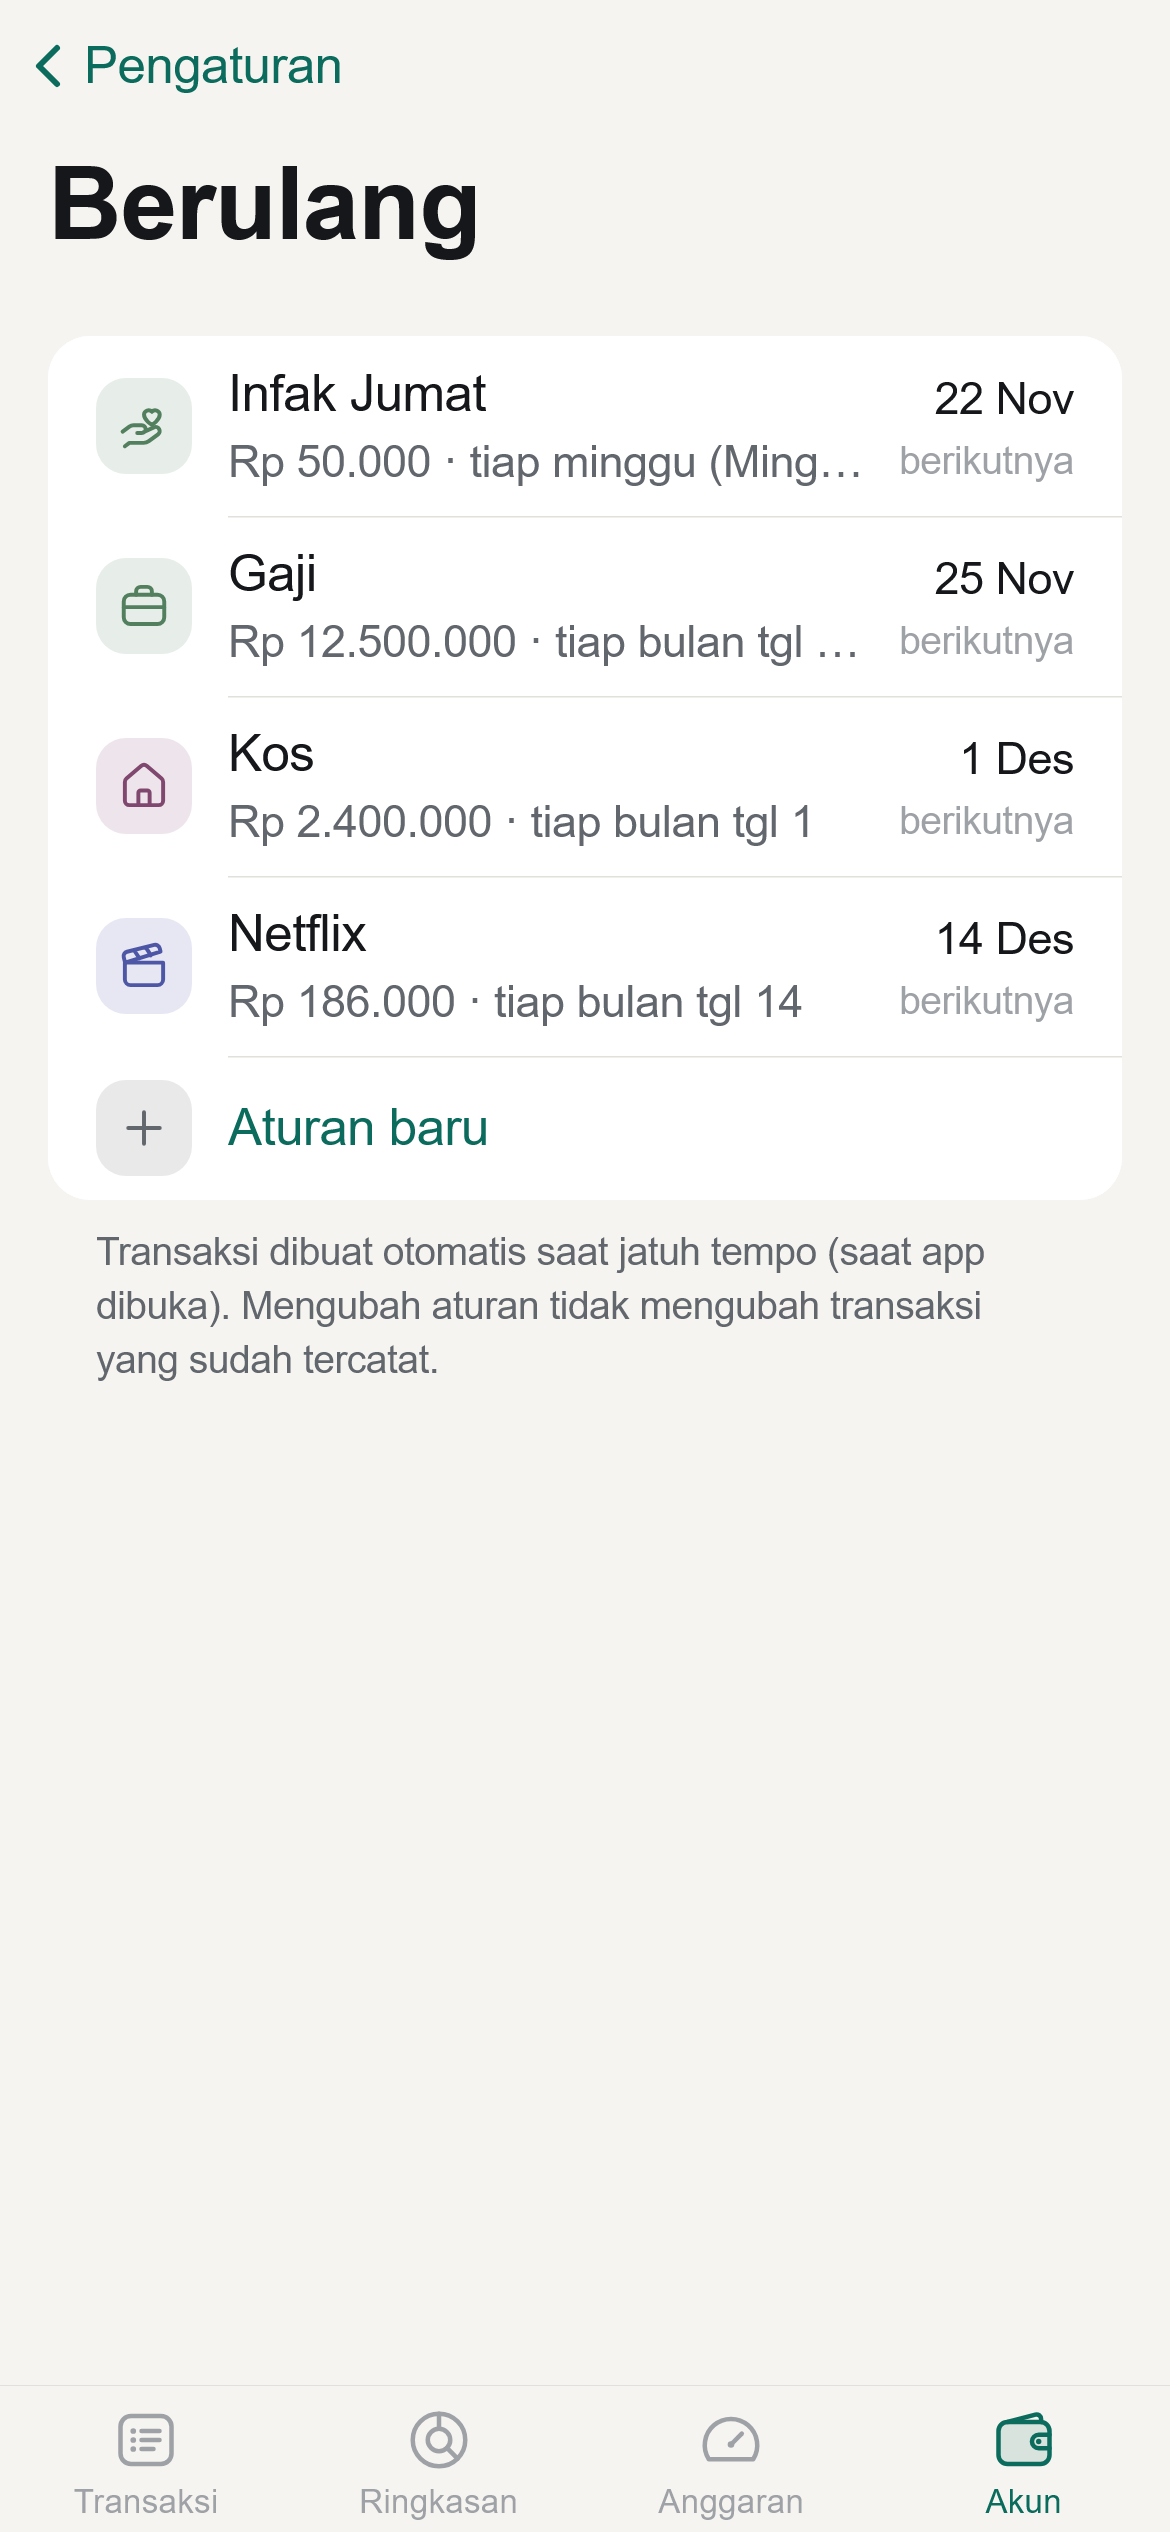 Pengaturan
Berulang
Infak Jumat
22 Nov
Rp 50.000 · tiap minggu (Ming…
berikutnya
Gaji
25 Nov
Rp 12.500.000 · tiap bulan tgl …
berikutnya
Kos
1 Des
Rp 2.400.000 · tiap bulan tgl 1
berikutnya
Netflix
14 Des
Rp 186.000 · tiap bulan tgl 14
berikutnya
Aturan baru
Transaksi dibuat otomatis saat jatuh tempo (saat app
dibuka). Mengubah aturan tidak mengubah transaksi
yang sudah tercatat.
Transaksi
Ringkasan
Anggaran
Akun